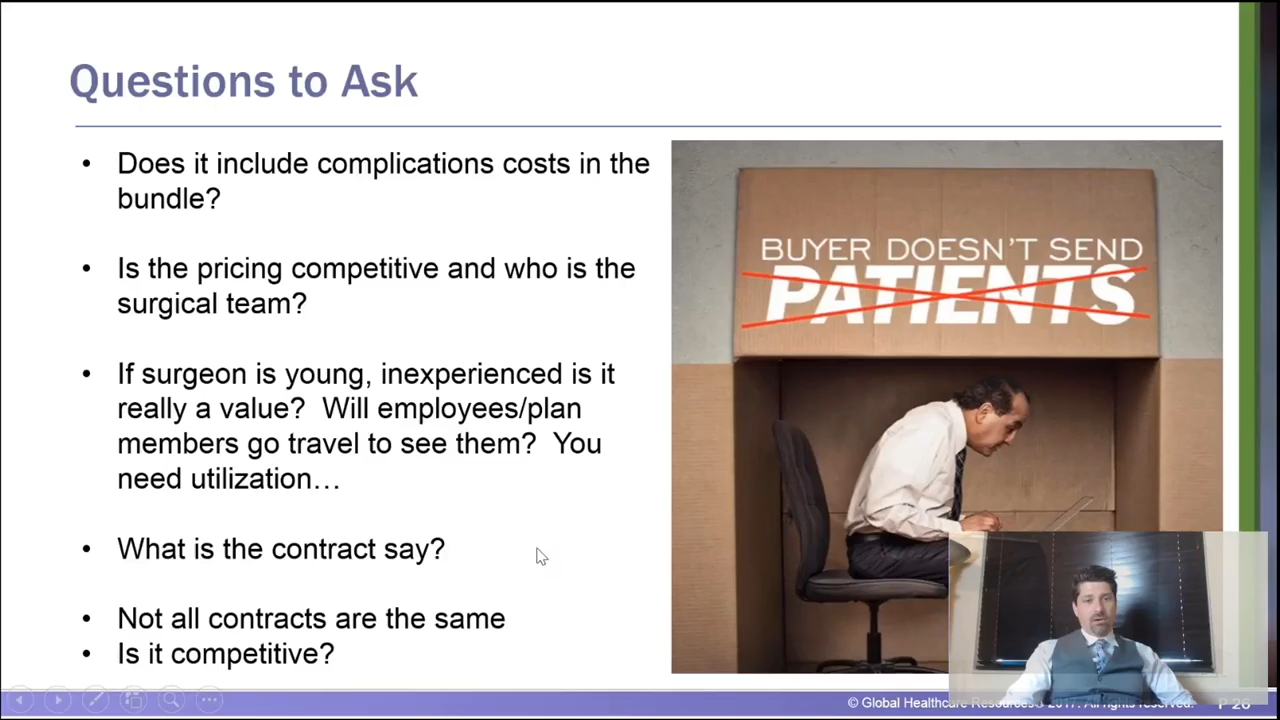 Questions to Ask
• Does it include complications costs in the
bundle?
• Is the pricing competitive and who is the
surgical team?
• If surgeon is young, inexperienced is it
really a value?  Will employees/plan
members go travel to see them?  You
need utilization…
• What is the contract say?
• Not all contracts are the same
• Is it competitive?
BUYER DOESN'T SEND
PATIENTS
© Global Healthcare Resources® 2017. All rights reserved.
P 26